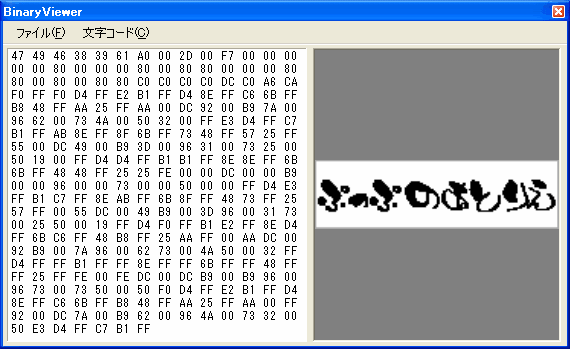 BinaryViewer
ファイル(F) 文字コード(C)
47 49 46 38 39 61 A0 00 2D 00 F7 00 00 00
00 00 80 00 00 00 80 00 80 80 00 00 00 80
80 00 80 00 80 80 C0 C0 C0 C0 DC C0 A6 CA
F0 FF F0 D4 FF E2 B1 FF D4 8E FF C6 6B FF
B8 48 FF AA 25 FF AA 00 DC 92 00 B9 7A 00
96 62 00 73 4A 00 50 32 00 FF E3 D4 FF C7
B1 FF AB 8E FF 8F 6B FF 73 48 FF 57 25 FF
55 00 DC 49 00 B9 3D 00 96 31 00 73 25 00
50 19 00 FF D4 D4 FF B1 B1 FF 8E 8E FF 6B
6B FF 48 48 FF 25 25 FE 00 00 DC 00 00 B9
00 00 96 00 00 73 00 00 50 00 00 FF D4 E3
FF B1 C7 FF 8E AB FF 6B 8F FF 48 73 FF 25
57 FF 00 55 DC 00 49 B9 00 3D 96 00 31 73
00 25 50 00 19 FF D4 F0 FF B1 E2 FF 8E D4
FF 6B C6 FF 48 B8 FF 25 AA FF 00 AA DC 00
92 B9 00 7A 96 00 62 73 00 4A 50 00 32 FF
D4 FF FF B1 FF FF 8E FF FF 6B FF FF 48 FF
FF 25 FF FE 00 FE DC 00 DC B9 00 B9 96 00
96 73 00 73 50 00 50 F0 D4 FF E2 B1 FF D4
8E FF C6 6B FF B8 48 FF AA 25 FF AA 00 FF
92 00 DC 7A 00 B9 62 00 96 4A 00 73 32 00
50 E3 D4 FF C7 B1 FF